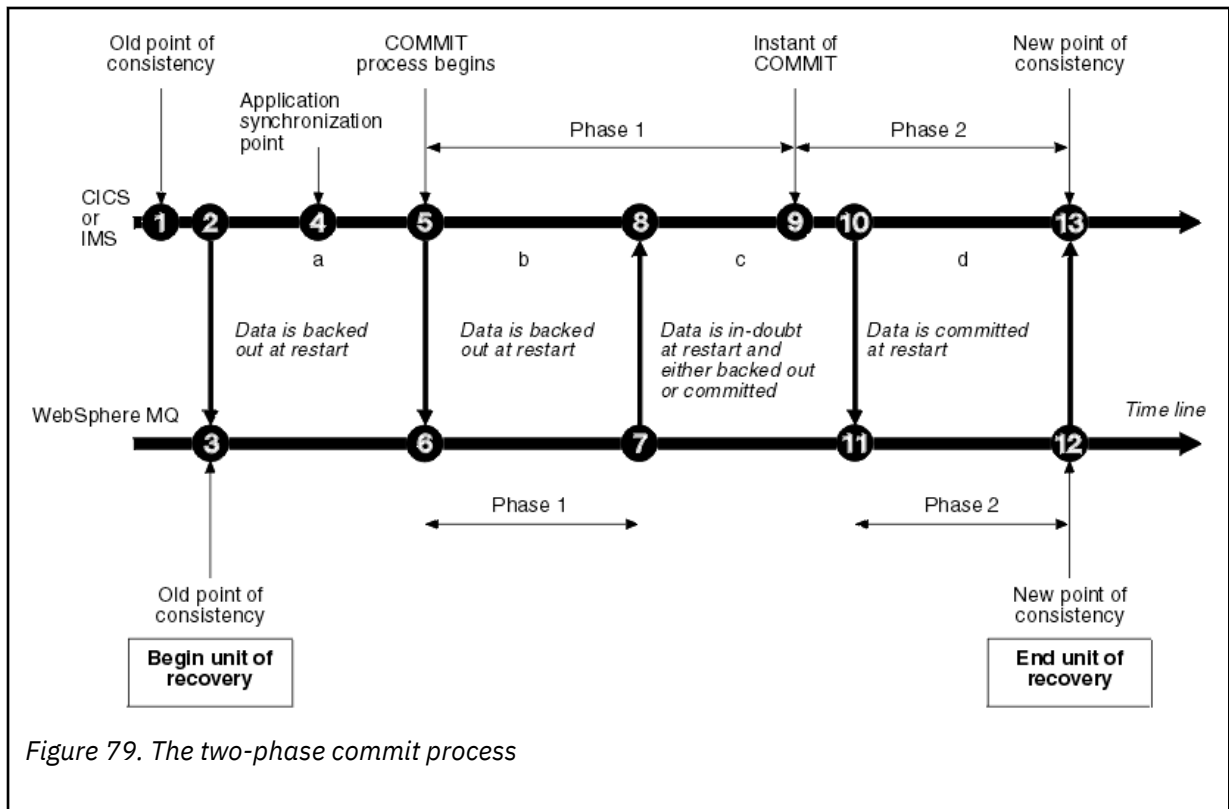 Old point of
consistency
COMMIT
process begins
Instant of
COMMIT
New point of
consistency
Application
synchronization
point
Phase 1
Phase 2
CICS
or
IMS
1
2
4
5
8
9
10
13
a
b
c
d
Data is backed
out at restart
Data is backed
out at restart
Data is in-doubt
at restart and
either backed out
or committed
Data is committed
at restart
WebSphere MQ
Time line
3
6
7
11
12
Phase 1
Phase 2
Old point of
consistency
New point of
consistency
Begin unit of
recovery
End unit of
recovery
Figure 79. The two-phase commit process